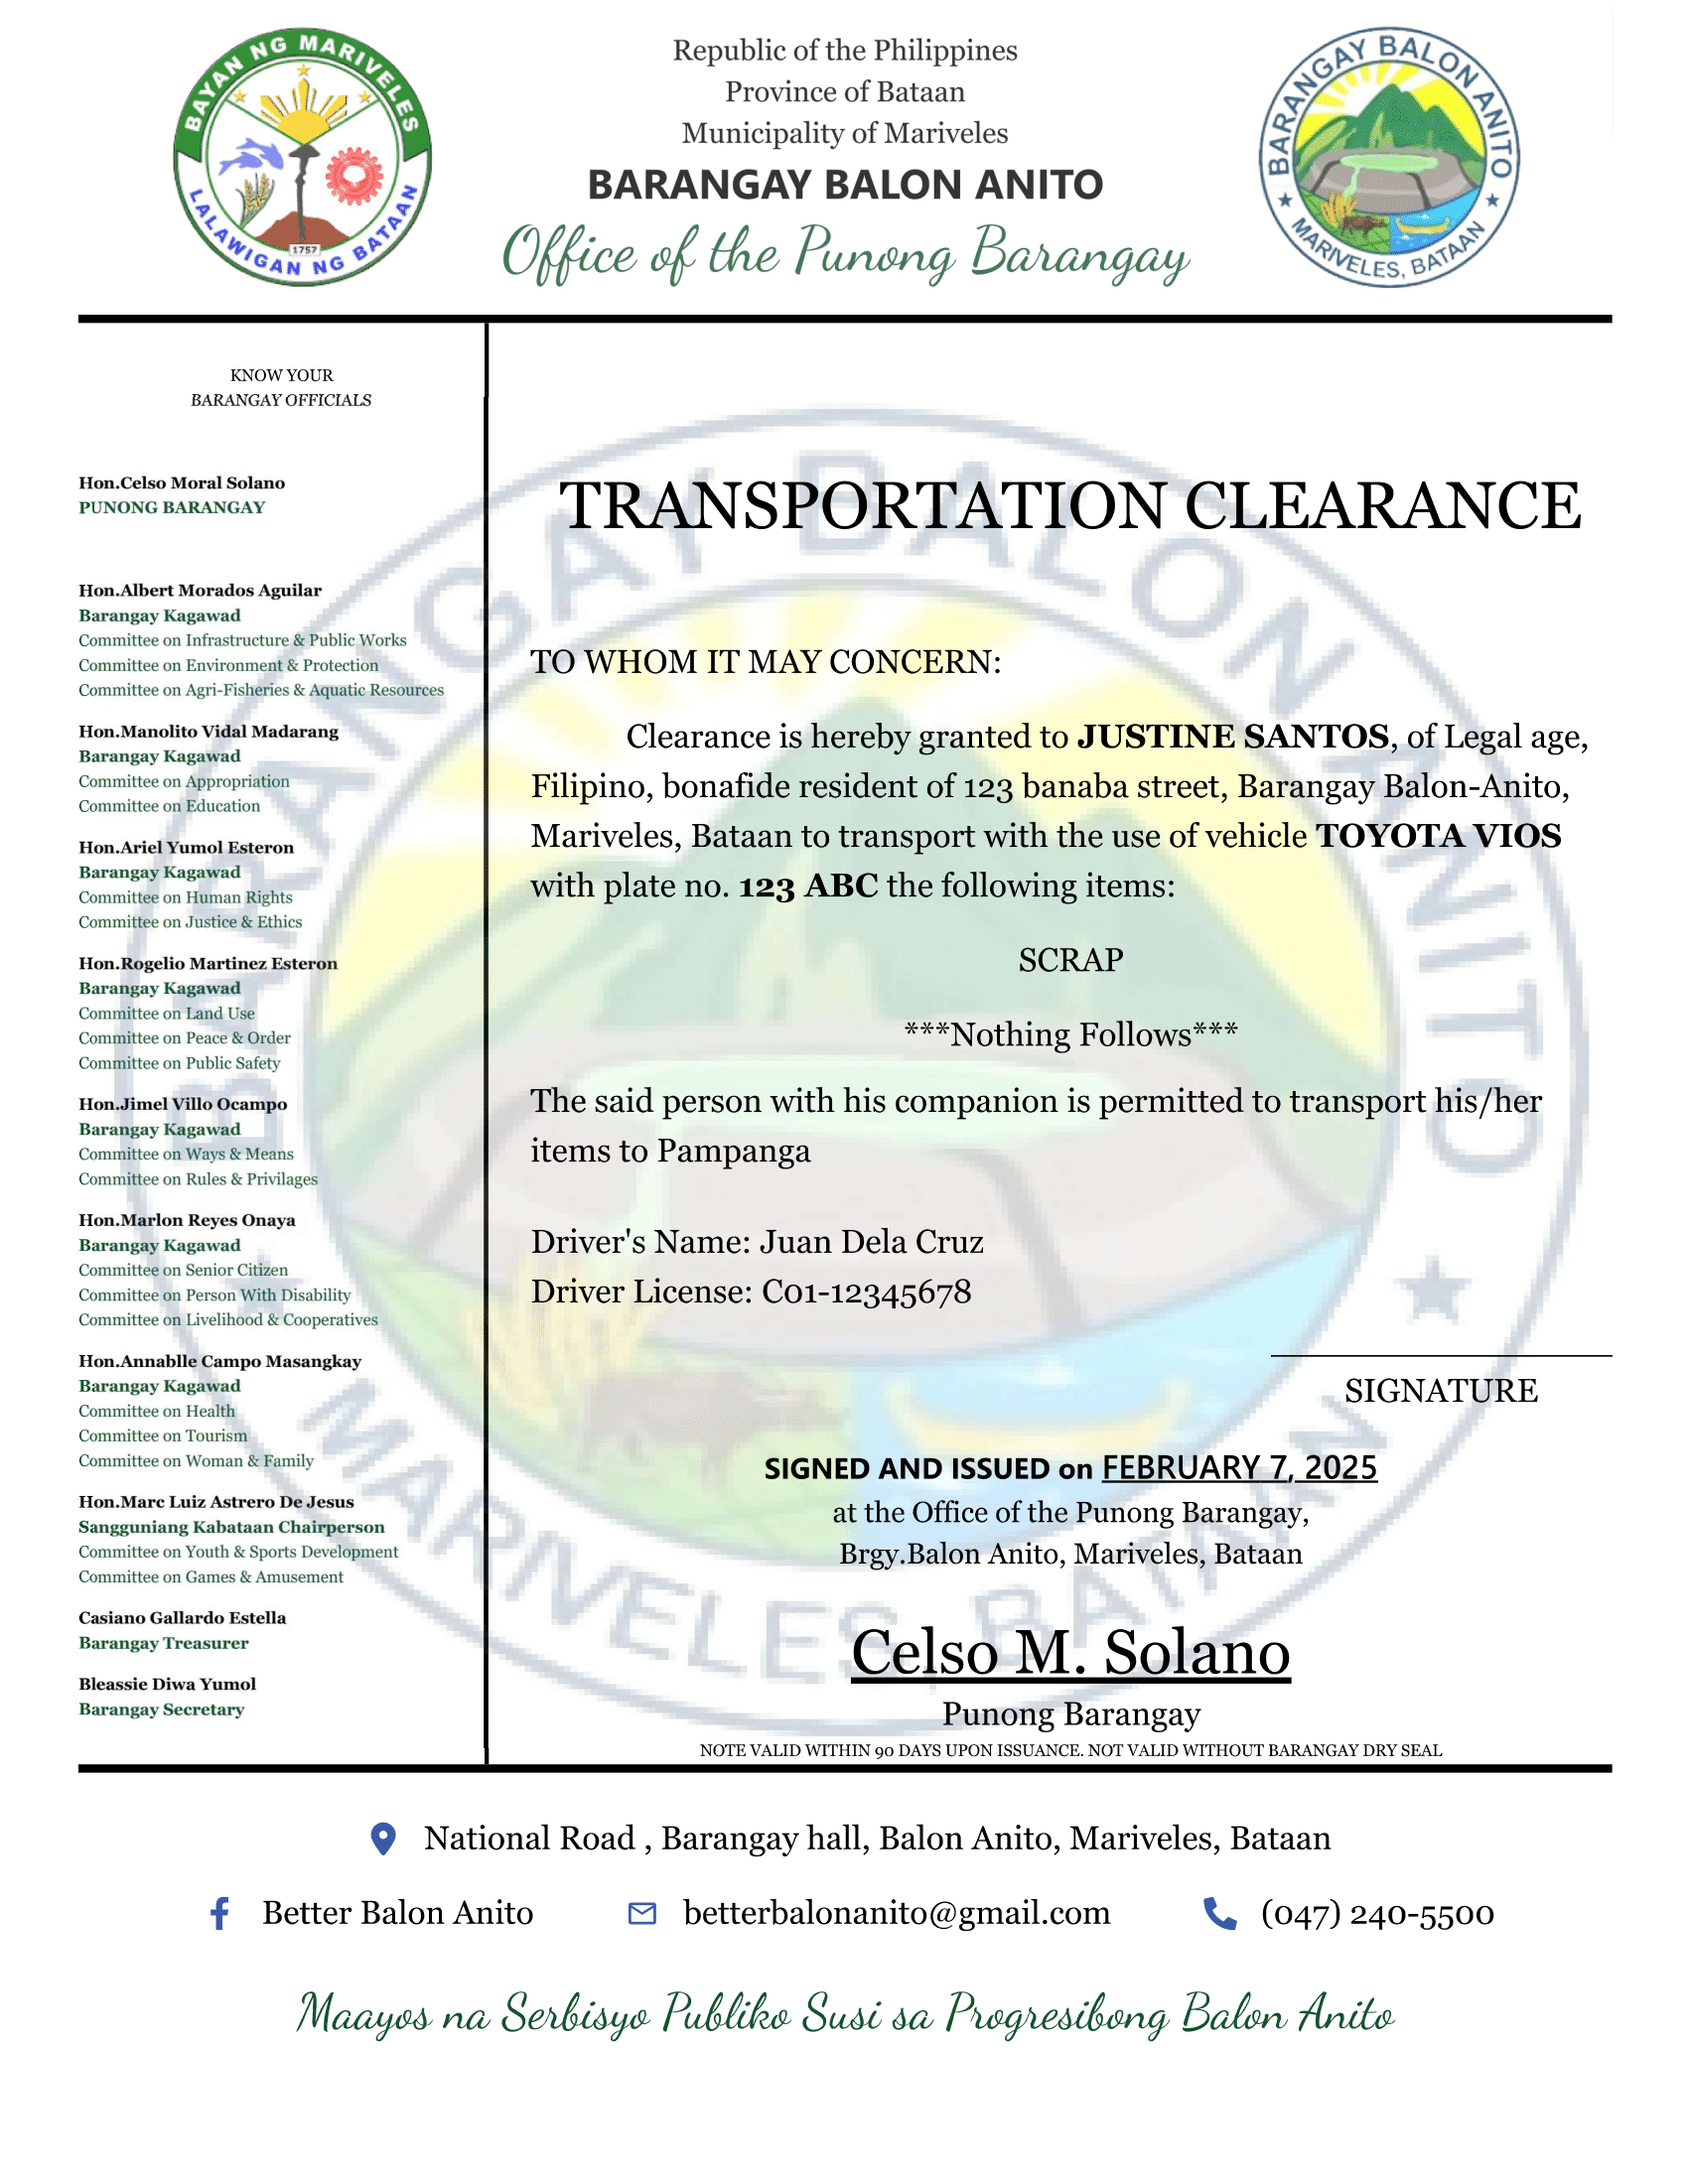 BAYAN NG MARIVELES
1757
LALAWIGAN NG BATAAN
Republic of the Philippines
Province of Bataan
Municipality of Mariveles
BARANGAY BALON ANITO
Office of the Punong Barangay
BARANGAY BALON ANITO
MARIVELES, BATAAN
KNOW YOUR
BARANGAY OFFICIALS
Hon.Celso Moral Solano
PUNONG BARANGAY
Hon.Albert Morados Aguilar
Barangay Kagawad
Committee on Infrastructure & Public Works
Committee on Environment & Protection
Committee on Agri-Fisheries & Aquatic Resources
Hon.Manolito Vidal Madarang
Barangay Kagawad
Committee on Appropriation
Committee on Education
Hon.Ariel Yumol Esteron
Barangay Kagawad
Committee on Human Rights
Committee on Justice & Ethics
Hon.Rogelio Martinez Esteron
Barangay Kagawad
Committee on Land Use
Committee on Peace & Order
Committee on Public Safety
Hon.Jimel Villo Ocampo
Barangay Kagawad
Committee on Ways & Means
Committee on Rules & Privilages
Hon.Marlon Reyes Onaya
Barangay Kagawad
Committee on Senior Citizen
Committee on Person With Disability
Committee on Livelihood & Cooperatives
Hon.Annablle Campo Masangkay
Barangay Kagawad
Committee on Health
Committee on Tourism
Committee on Woman & Family
Hon.Marc Luiz Astrero De Jesus
Sangguniang Kabataan Chairperson
Committee on Youth & Sports Development
Committee on Games & Amusement
Casiano Gallardo Estella
Barangay Treasurer
Bleassie Diwa Yumol
Barangay Secretary
BARANGAY BALON ANITO
MARIVELES, BATAAN
TRANSPORTATION CLEARANCE
TO WHOM IT MAY CONCERN:
Clearance is hereby granted to JUSTINE SANTOS, of Legal age,
Filipino, bonafide resident of 123 banaba street, Barangay Balon-Anito,
Mariveles, Bataan to transport with the use of vehicle TOYOTA VIOS
with plate no. 123 ABC the following items:
SCRAP
***Nothing Follows***
The said person with his companion is permitted to transport his/her
items to Pampanga
Driver's Name: Juan Dela Cruz
Driver License: C01-12345678
SIGNATURE
SIGNED AND ISSUED on FEBRUARY 7, 2025
at the Office of the Punong Barangay,
Brgy.Balon Anito, Mariveles, Bataan
Celso M. Solano
Punong Barangay
NOTE VALID WITHIN 90 DAYS UPON ISSUANCE. NOT VALID WITHOUT BARANGAY DRY SEAL
National Road , Barangay hall, Balon Anito, Mariveles, Bataan
Better Balon Anito
betterbalonanito@gmail.com
(047) 240-5500
Maayos na Serbisyo Publiko Susi sa Progresibong Balon Anito